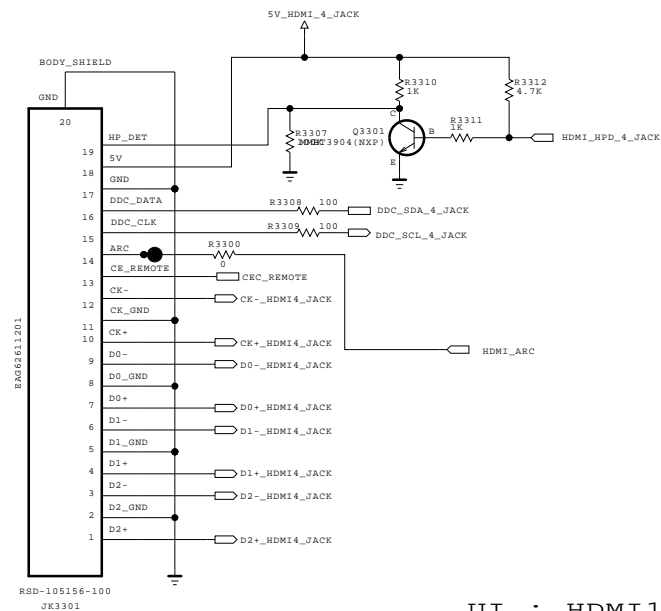 5V_HDMI_4_JACK
BODY_SHIELD
GND
20
R3310
1K
R3312
4.7K
R3307
C
Q3301
MMBT3904(NXP)
B
R3311
1K
HDMI_HPD_4_JACK
E
19
HP_DET
18
5V
17
GND
16
DDC_DATA
R3308
100
DDC_SDA_4_JACK
15
DDC_CLK
R3309
100
DDC_SCL_4_JACK
14
ARC
R3300
0
13
CE_REMOTE
CEC_REMOTE
12
CK-
CK-_HDMI4_JACK
11
CK_GND
10
CK+
CK+_HDMI4_JACK
HDMI_ARC
9
D0-
D0-_HDMI4_JACK
8
D0_GND
7
D0+
D0+_HDMI4_JACK
6
D1-
D1-_HDMI4_JACK
5
D1_GND
4
D1+
D1+_HDMI4_JACK
3
D2-
D2-_HDMI4_JACK
2
D2_GND
1
D2+
D2+_HDMI4_JACK
EAG62611201
RSD-105156-100
JK3301
UI : HDMI1